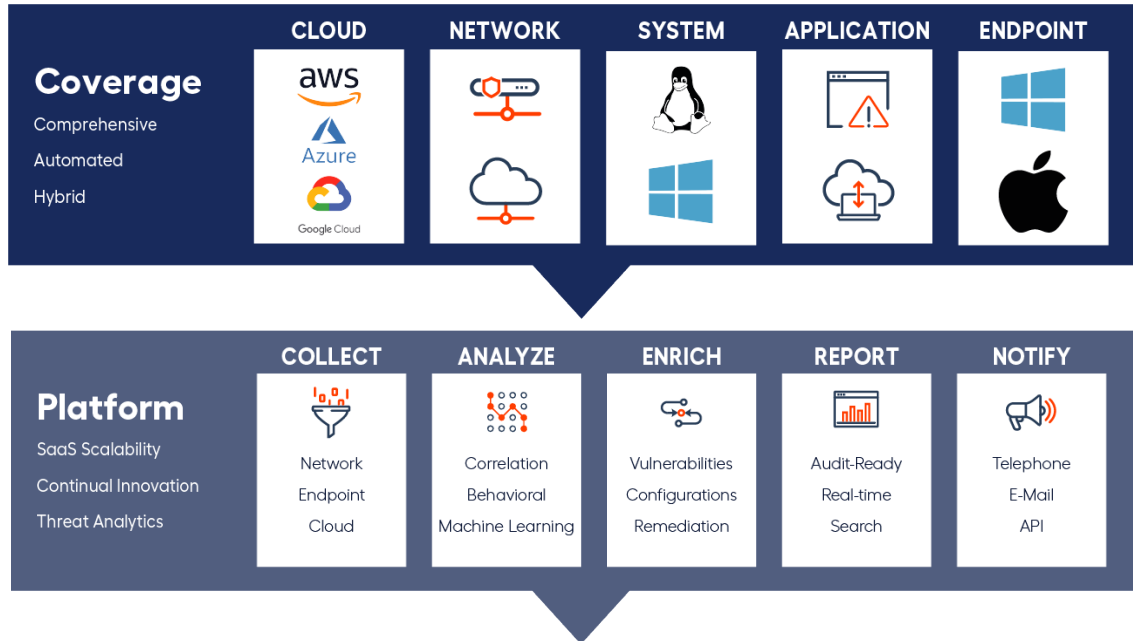 CLOUD NETWORK SYSTEM APPLICATION ENDPOINT
Coverage
Comprehensive
Automated
Hybrid
aws
Azure
Google Cloud
COLLECT ANALYZE ENRICH REPORT NOTIFY
Platform
SaaS Scalability
Continual Innovation
Threat Analytics
Network
Endpoint
Cloud
Correlation
Behavioral
Machine Learning
Vulnerabilities
Configurations
Remediation
Audit-Ready
Real-time
Search
Telephone
E-Mail
API